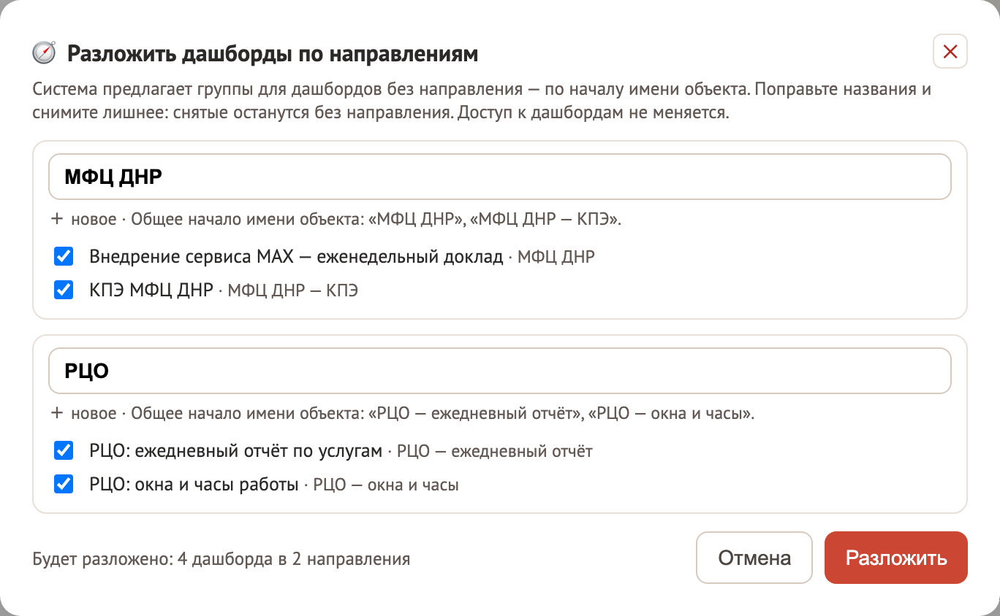 Разложить дашборды по направлениям
Система предлагает группы для дашбордов без направления — по началу имени объекта. Поправьте названия и
снимите лишнее: снятые останутся без направления. Доступ к дашбордам не меняется.
МФЦ ДНР
+ новое · Общее начало имени объекта: «МФЦ ДНР», «МФЦ ДНР — КПЭ».
Внедрение сервиса MAX — еженедельный доклад · МФЦ ДНР
КПЭ МФЦ ДНР · МФЦ ДНР — КПЭ
РЦО
+ новое · Общее начало имени объекта: «РЦО — ежедневный отчёт», «РЦО — окна и часы».
РЦО: ежедневный отчёт по услугам · РЦО — ежедневный отчёт
РЦО: окна и часы работы · РЦО — окна и часы
Будет разложено: 4 дашборда в 2 направления
Отмена
Разложить